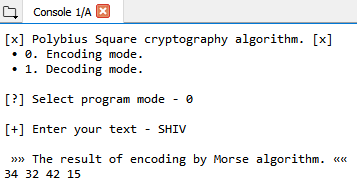 Console 1/A
[x] Polybius Square cryptography algorithm. [x]
• 0. Encoding mode.
• 1. Decoding mode.
[?] Select program mode - 0
[+] Enter your text - SHIV
»» The result of encoding by Morse algorithm. ««
34 32 42 15